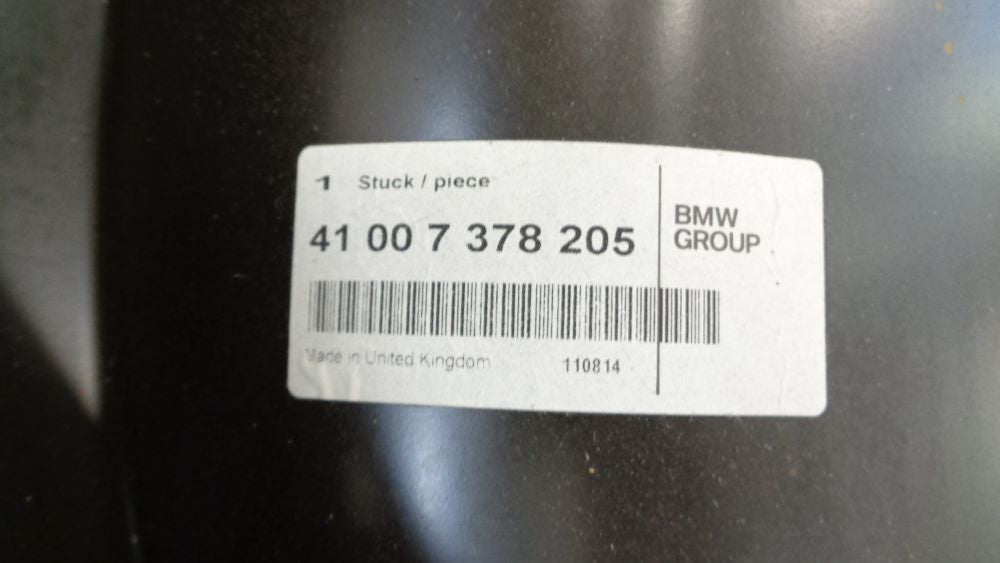 1 Stuck / piece
41 00 7 378 205
BMW
GROUP
Made in United Kingdom 110814